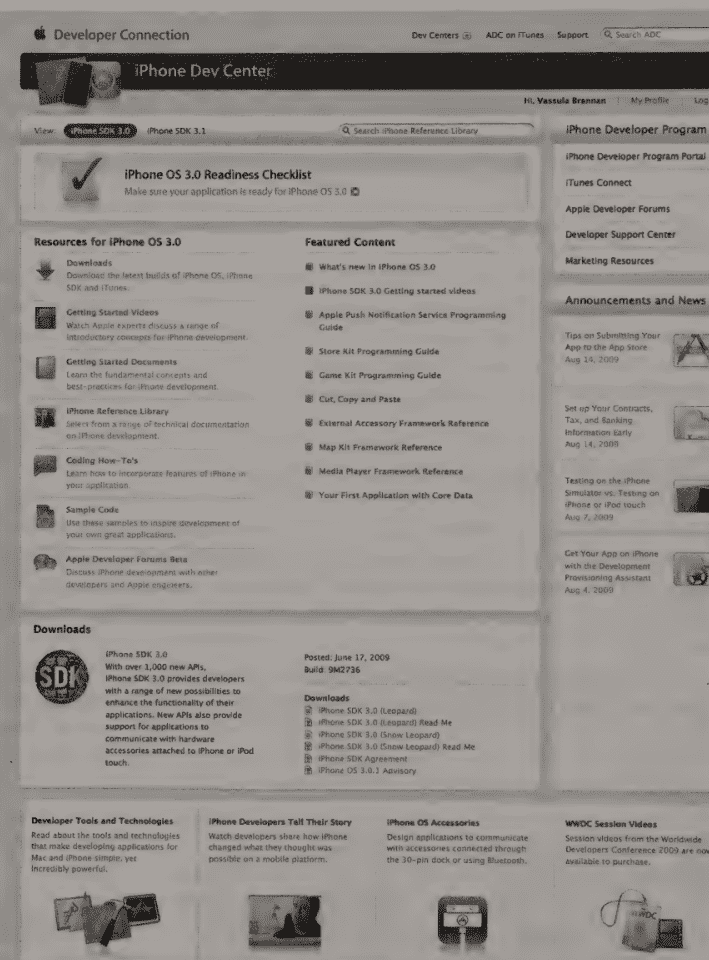 Developer Connection
Dev Centers
ADC on iTunes
Support
Search ADC
iPhone Dev Center
Hi, Vassula Brennan
My Profile
Log
View:
iPhone SDK 3.0
iPhone SDK 3.1
Search iPhone Reference Library
iPhone OS 3.0 Readiness Checklist
Make sure your application is ready for iPhone OS 3.0
Resources for iPhone OS 3.0
Downloads
Download the latest builds of iPhone OS, iPhone
SDK and iTunes.
Getting Started Videos
Watch Apple experts discuss a range of
introductory concepts for iPhone development.
Getting Started Documents
Learn the fundamental concepts and
best-practices for iPhone development.
iPhone Reference Library
Select from a range of technical documentation
on iPhone development.
Coding How-To's
Learn how to incorporate features of iPhone in
your application.
Sample Code
Use these samples to inspire development of
your own great applications.
Apple Developer Forums Beta
Discuss iPhone development with other
developers and Apple engineers.
Featured Content
What's new in iPhone OS 3.0
iPhone SDK 3.0 Getting started videos
Apple Push Notification Service Programming
Guide
Store Kit Programming Guide
Game Kit Programming Guide
Cut, Copy and Paste
External Accessory Framework Reference
Map Kit Framework Reference
Media Player Framework Reference
Your First Application with Core Data
iPhone Developer Program
iPhone Developer Program Portal
iTunes Connect
Apple Developer Forums
Developer Support Center
Marketing Resources
Announcements and News
Tips on Submitting Your
App to the App Store
Aug 14, 2009
Set up Your Contracts,
Tax, and Banking
Information Early
Aug 14, 2009
Testing on the iPhone
Simulator vs. Testing on
iPhone or iPod touch
Aug 7, 2009
Get Your App on iPhone
with the Development
Provisioning Assistant
Aug 4, 2009
Downloads
SDK
iPhone SDK 3.0
With over 1,000 new APIs,
iPhone SDK 3.0 provides developers
with a range of new possibilities to
enhance the functionality of their
applications. New APIs also provide
support for applications to
communicate with hardware
accessories attached to iPhone or iPod
touch.
Posted: June 17, 2009
Build: 9M2736
Downloads
iPhone SDK 3.0 (Leopard)
iPhone SDK 3.0 (Leopard) Read Me
iPhone SDK 3.0 (Snow Leopard)
iPhone SDK 3.0 (Snow Leopard) Read Me
iPhone SDK Agreement
iPhone OS 3.0.1 Advisory
Developer Tools and Technologies
Read about the tools and technologies
that make developing applications for
Mac and iPhone simple, yet
incredibly powerful.
iPhone Developers Tell Their Story
Watch developers share how iPhone
changed what they thought was
possible on a mobile platform.
iPhone OS Accessories
Design applications to communicate
with accessories connected through
the 30-pin dock or using Bluetooth.
WWDC Session Videos
Session videos from the Worldwide
Developers Conference 2009 are now
available to purchase.
WWDC